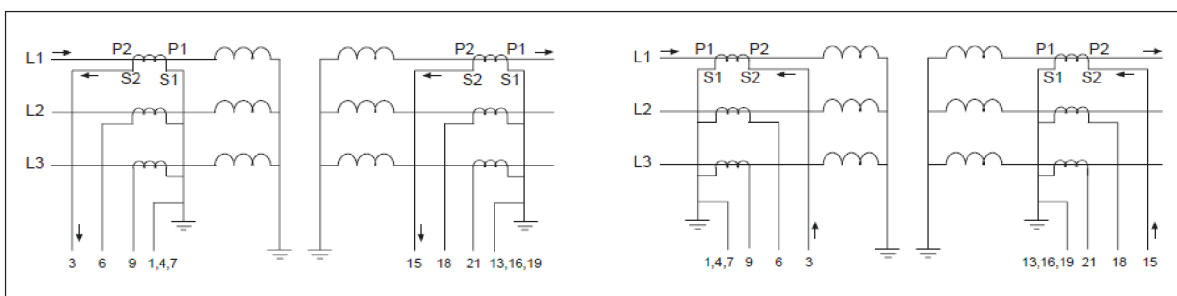 L1 P2 P1 P2 P1 L1 P1 P2 P1 P2
S2 S1 S2 S1 S1 S2 S1 S2
L2 L2
L3 L3
3 6 9 1,4,7 15 18 21 13,16,19 1,4,7 9 6 3 13,16,19 21 18 15